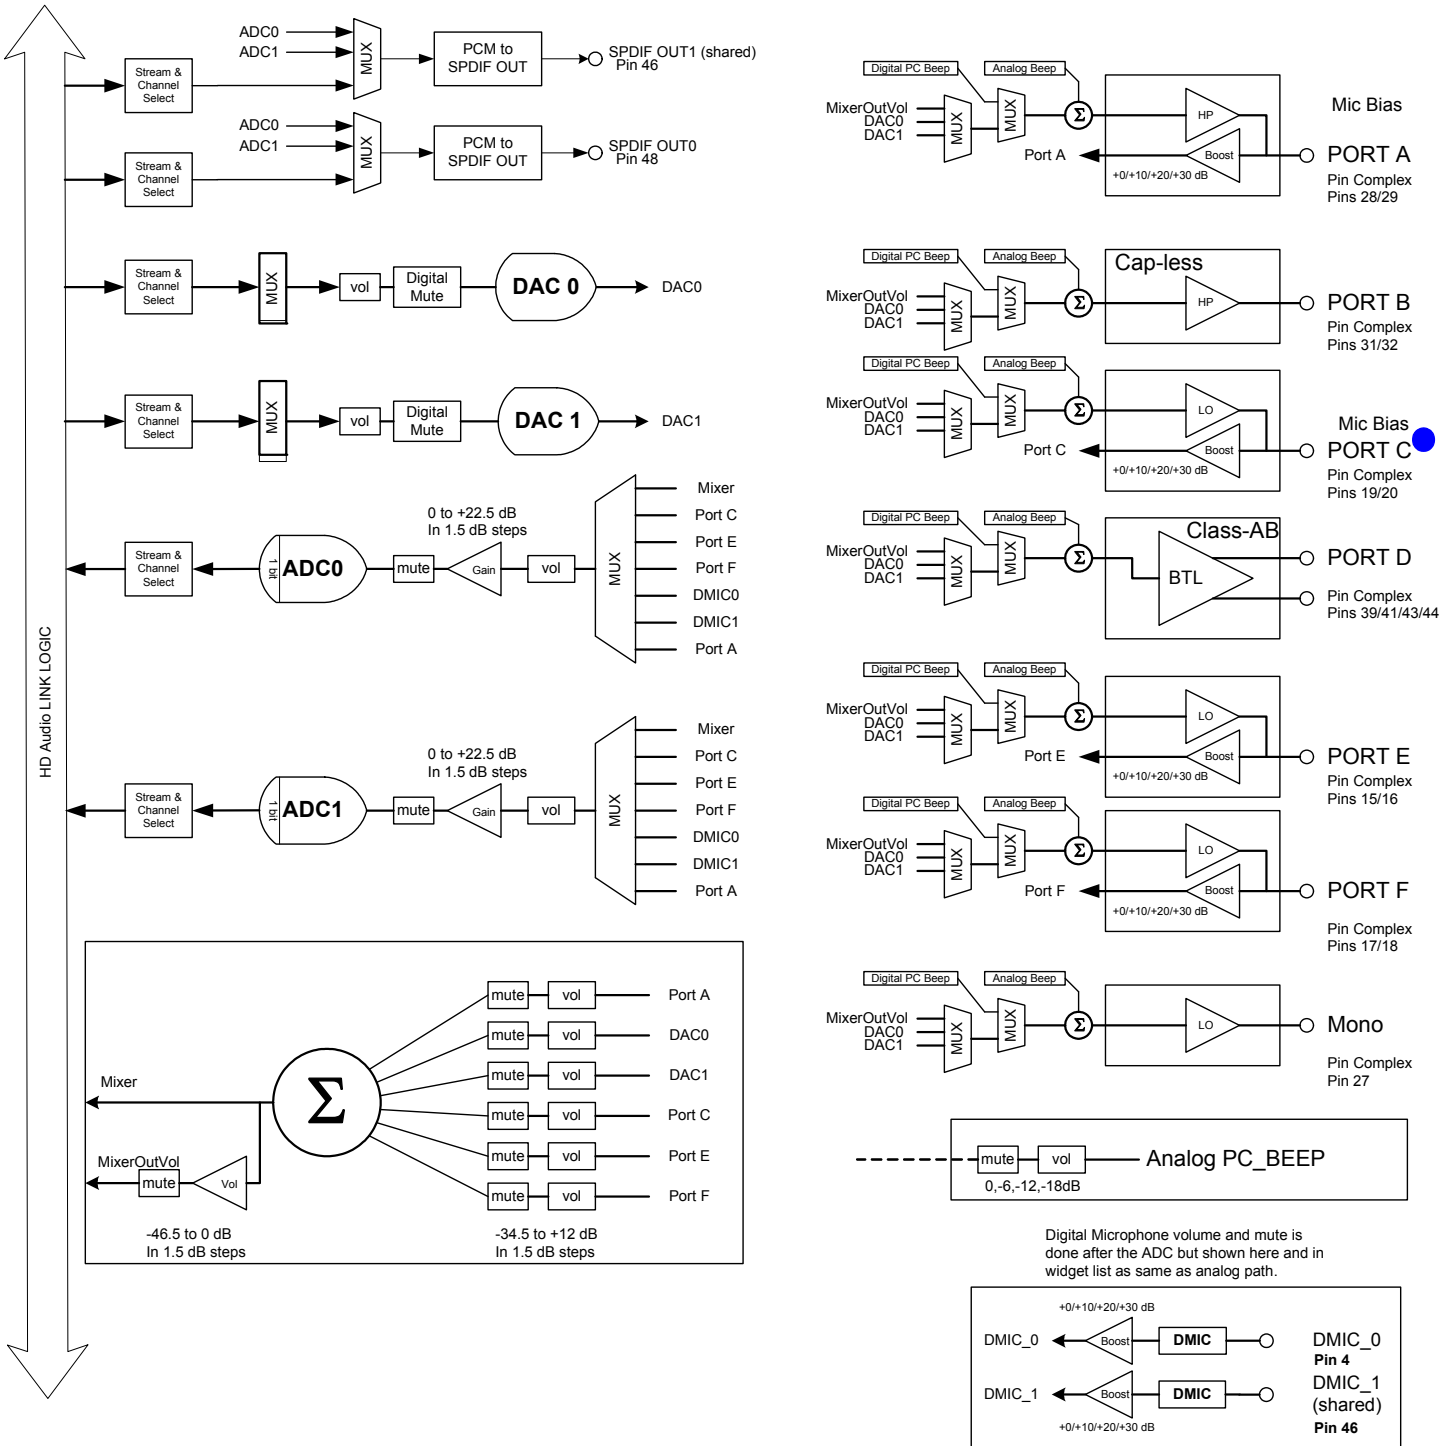 HD Audio LINK LOGIC
ADC0
ADC1
Stream &
Channel
Select
MUX
PCM to
SPDIF OUT
SPDIF OUT1 (shared)
Pin 46
ADC0
ADC1
Stream &
Channel
Select
MUX
PCM to
SPDIF OUT
SPDIF OUT0
Pin 48
Stream &
Channel
Select
MUX
vol
Digital
Mute
DAC 0
DAC0
Stream &
Channel
Select
MUX
vol
Digital
Mute
DAC 1
DAC1
Stream &
Channel
Select
1 bit
ADC0
mute
0 to +22.5 dB
In 1.5 dB steps
Gain
vol
MUX
Mixer
Port C
Port E
Port F
DMIC0
DMIC1
Port A
Stream &
Channel
Select
1 bit
ADC1
mute
0 to +22.5 dB
In 1.5 dB steps
Gain
vol
MUX
Mixer
Port C
Port E
Port F
DMIC0
DMIC1
Port A
Mixer
MixerOutVol
mute
Vol
-46.5 to 0 dB
In 1.5 dB steps
Σ
mute vol Port A
mute vol DAC0
mute vol DAC1
mute vol Port C
mute vol Port E
mute vol Port F
-34.5 to +12 dB
In 1.5 dB steps
Digital PC Beep
Analog Beep
MixerOutVol
DAC0
DAC1
MUX
MUX
Σ
HP
Port A
Boost
+0/+10/+20/+30 dB
Mic Bias
PORT A
Pin Complex
Pins 28/29
Digital PC Beep
Analog Beep
MixerOutVol
DAC0
DAC1
MUX
MUX
Σ
Cap-less
HP
PORT B
Pin Complex
Pins 31/32
Digital PC Beep
Analog Beep
MixerOutVol
DAC0
DAC1
MUX
MUX
Σ
LO
Port C
Boost
+0/+10/+20/+30 dB
Mic Bias
PORT C
Pin Complex
Pins 19/20
Digital PC Beep
Analog Beep
MixerOutVol
DAC0
DAC1
MUX
MUX
Σ
Class-AB
BTL
PORT D
Pin Complex
Pins 39/41/43/44
Digital PC Beep
Analog Beep
MixerOutVol
DAC0
DAC1
MUX
MUX
Σ
LO
Port E
Boost
+0/+10/+20/+30 dB
PORT E
Pin Complex
Pins 15/16
Digital PC Beep
Analog Beep
MixerOutVol
DAC0
DAC1
MUX
MUX
Σ
LO
Port F
Boost
+0/+10/+20/+30 dB
PORT F
Pin Complex
Pins 17/18
Digital PC Beep
Analog Beep
MixerOutVol
DAC0
DAC1
MUX
MUX
Σ
LO
Mono
Pin Complex
Pin 27
mute vol Analog PC_BEEP
0,-6,-12,-18dB
Digital Microphone volume and mute is
done after the ADC but shown here and in
widget list as same as analog path.
+0/+10/+20/+30 dB
DMIC_0
Boost
DMIC
DMIC_0
Pin 4
DMIC_1
Boost
DMIC
DMIC_1
(shared)
Pin 46
+0/+10/+20/+30 dB